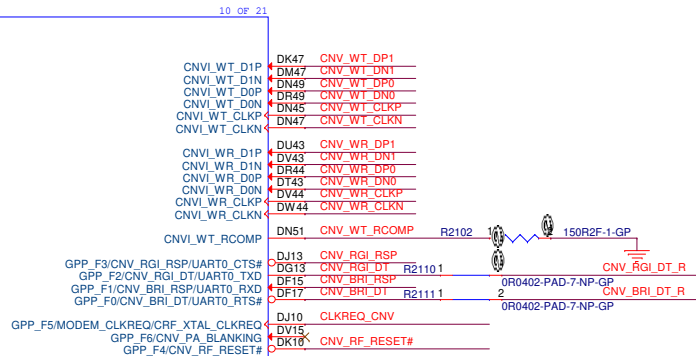 10 OF 21
CNVI_WT_D1P DK47 CNV_WT_DP1
CNVI_WT_D1N DM47 CNV_WT_DN1
CNVI_WT_D0P DN49 CNV_WT_DP0
CNVI_WT_D0N DR49 CNV_WT_DN0
CNVI_WT_CLKP DN45 CNV_WT_CLKP
CNVI_WT_CLKN DN47 CNV_WT_CLKN
CNVI_WR_D1P DU43 CNV_WR_DP1
CNVI_WR_D1N DV43 CNV_WR_DN1
CNVI_WR_D0P DR44 CNV_WR_DP0
CNVI_WR_D0N DT43 CNV_WR_DN0
CNVI_WR_CLKP DV44 CNV_WR_CLKP
CNVI_WR_CLKN DW44 CNV_WR_CLKN
CNVI_WT_RCOMP DN51 CNV_WT_RCOMP R2102 1 150R2F-1-GP
GPP_F3/CNV_RGI_RSP/UART0_CTS# DJ13 CNV_RGI_RSP
GPP_F2/CNV_RGI_DT/UART0_TXD DG13 CNV_RGI_DT R2110 1 CNV_RGI_DT_R
0R0402-PAD-7-NP-GP
GPP_F1/CNV_BRI_RSP/UART0_RXD DF15 CNV_BRI_RSP
GPP_F0/CNV_BRI_DT/UART0_RTS# DF17 CNV_BRI_DT R2111 1 2 CNV_BRI_DT_R
0R0402-PAD-7-NP-GP
GPP_F5/MODEM_CLKREQ/CRF_XTAL_CLKREQ DJ10 CLKREQ_CNV
GPP_F6/CNV_PA_BLANKING DV15
GPP_F4/CNV_RF_RESET# DK10 CNV_RF_RESET#